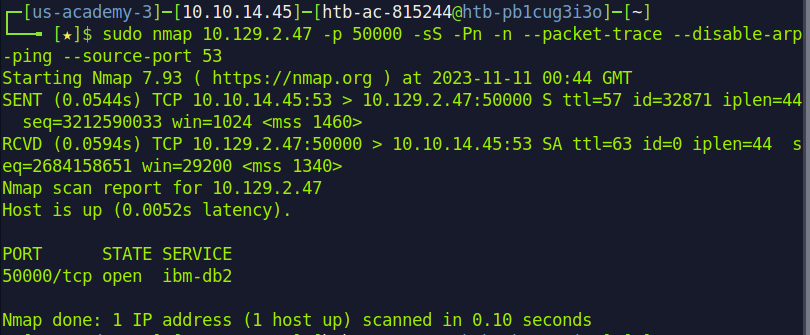 ┌─[us-academy-3]─[10.10.14.45]─[htb-ac-815244@htb-pb1cug3i3o]─[~]
└──╼ [★]$ sudo nmap 10.129.2.47 -p 50000 -sS -Pn -n --packet-trace --disable-arp
-ping --source-port 53
Starting Nmap 7.93 ( https://nmap.org ) at 2023-11-11 00:44 GMT
SENT (0.0544s) TCP 10.10.14.45:53 > 10.129.2.47:50000 S ttl=57 id=32871 iplen=44
  seq=3212590033 win=1024 <mss 1460>
RCVD (0.0594s) TCP 10.129.2.47:50000 > 10.10.14.45:53 SA ttl=63 id=0 iplen=44  s
eq=2684158651 win=29200 <mss 1340>
Nmap scan report for 10.129.2.47
Host is up (0.0052s latency).

PORT      STATE SERVICE
50000/tcp open  ibm-db2

Nmap done: 1 IP address (1 host up) scanned in 0.10 seconds